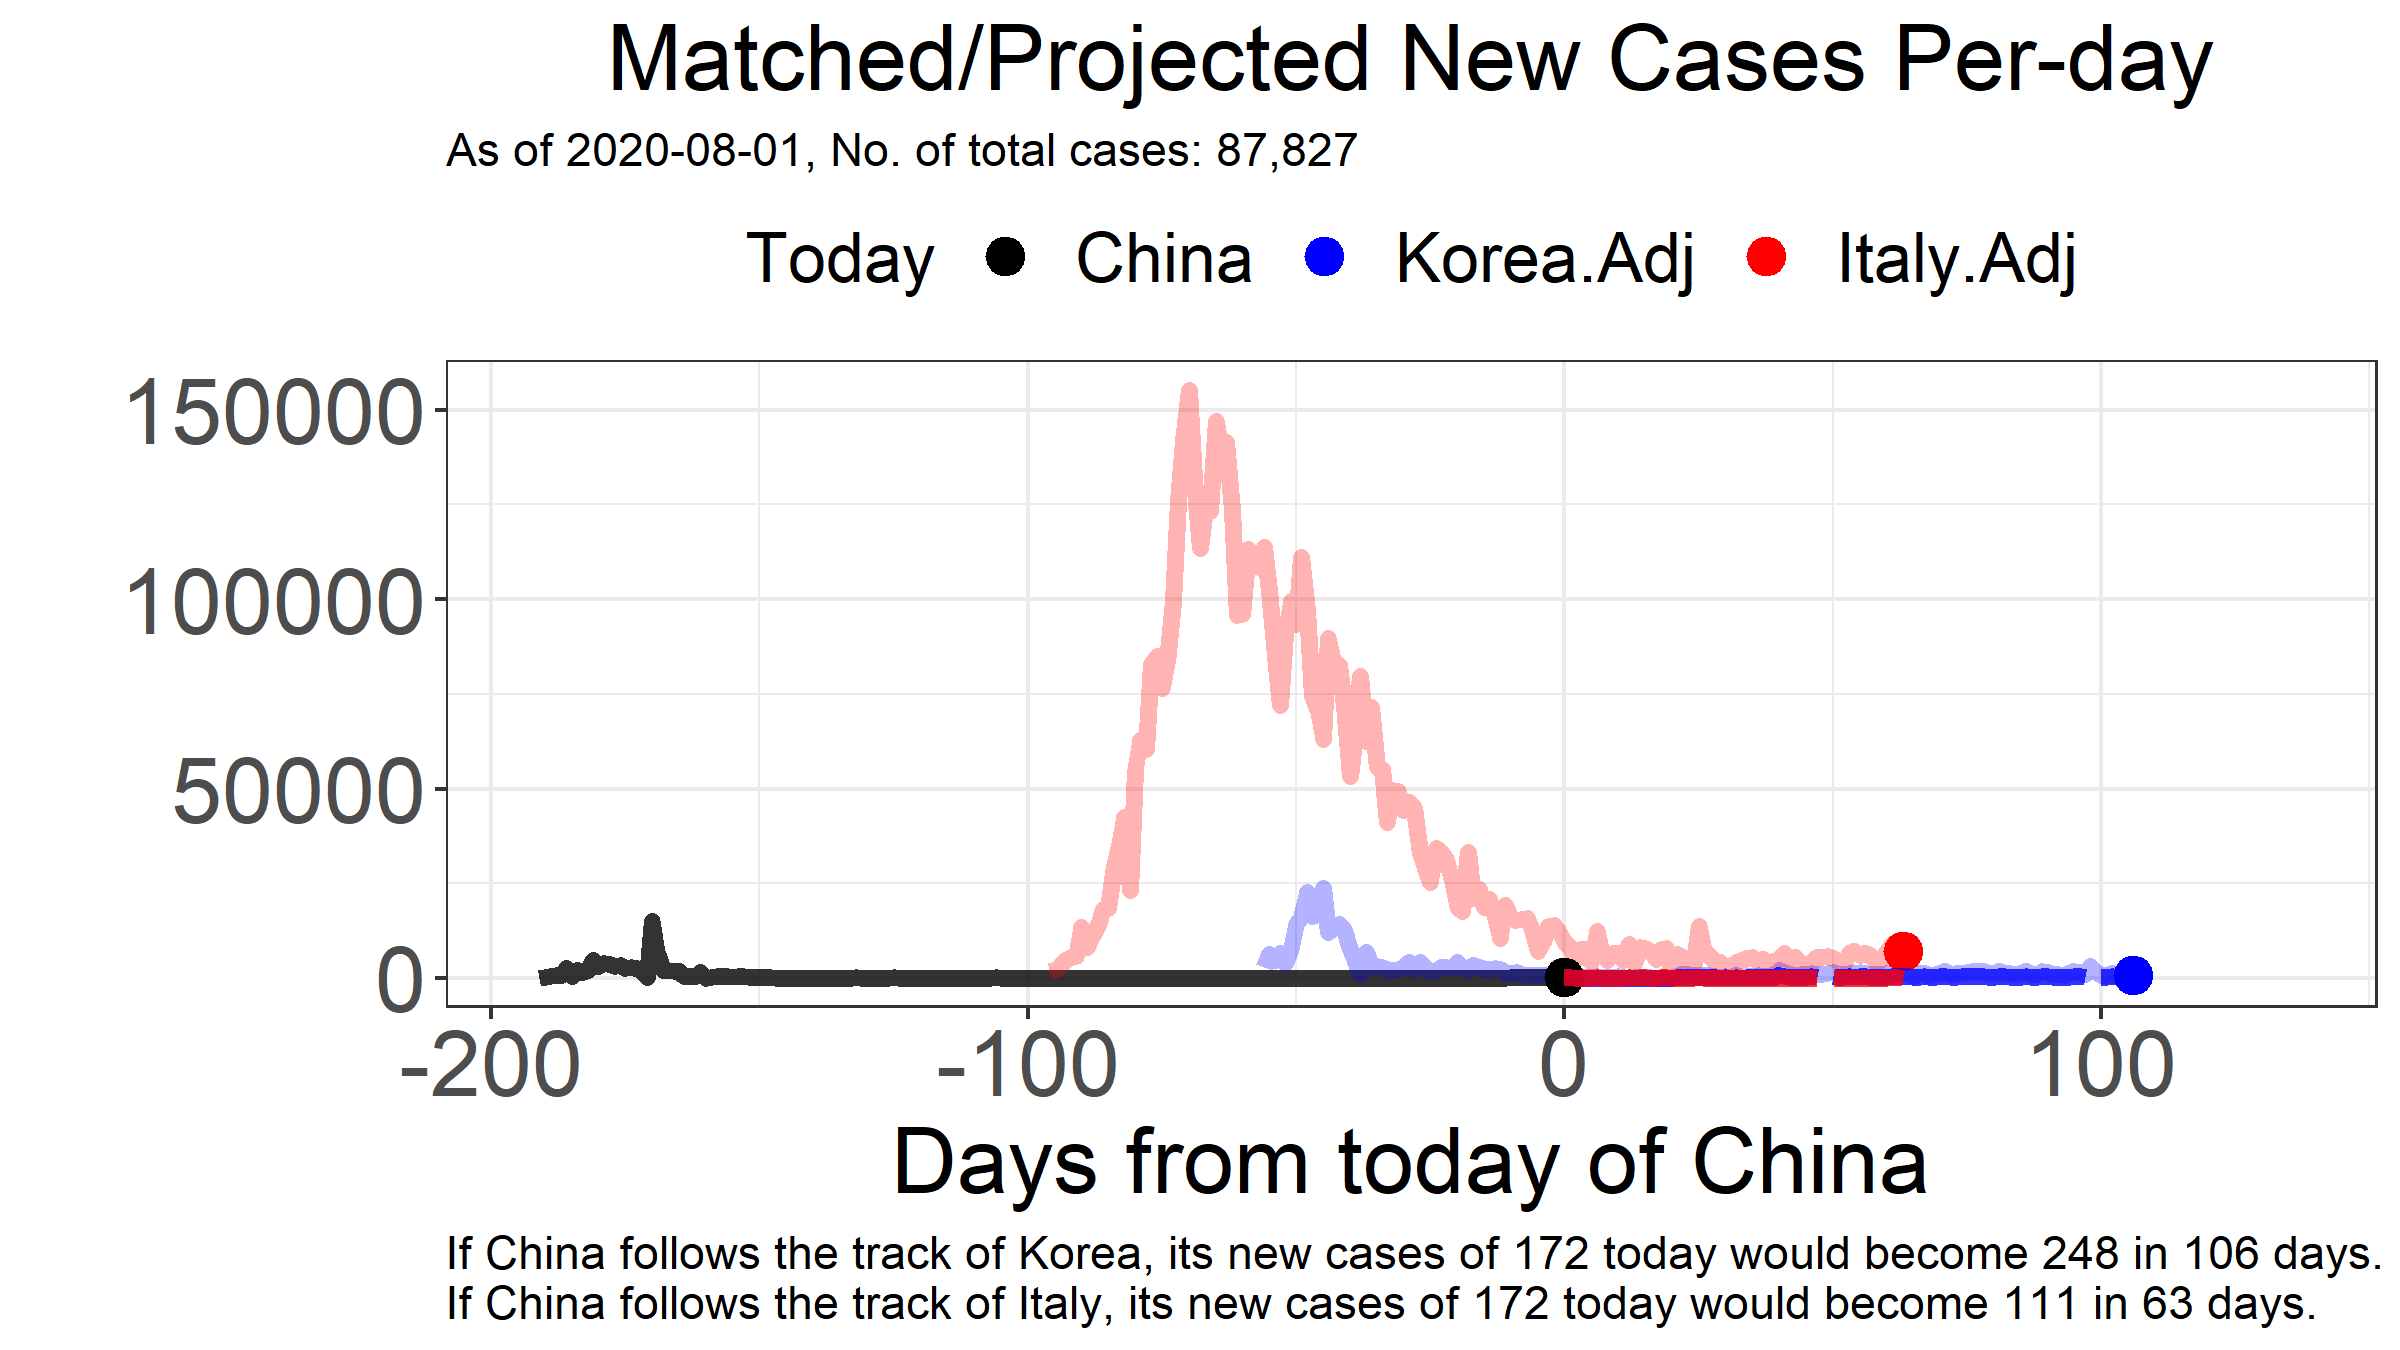 Matched/Projected New Cases Per-day
As of 2020-08-01, No. of total cases: 87,827
Today China Korea.Adj Italy.Adj
150000
100000
50000
0
-200 -100 0 100
Days from today of China
If China follows the track of Korea, its new cases of 172 today would become 248 in 106 days.
If China follows the track of Italy, its new cases of 172 today would become 111 in 63 days.